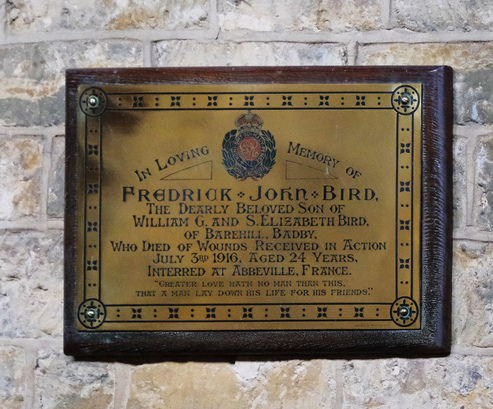 IN LOVING MEMORY OF
FREDRICK · JOHN · BIRD,
THE DEARLY BELOVED SON OF
WILLIAM G. AND S. ELIZABETH BIRD,
OF BAREHILL, BADBY,
WHO DIED OF WOUNDS RECEIVED IN ACTION
JULY 3RD 1916, AGED 24 YEARS,
INTERRED AT ABBEVILLE, FRANCE.
"GREATER LOVE HATH NO MAN THAN THIS,
THAT A MAN LAY DOWN HIS LIFE FOR HIS FRIENDS."